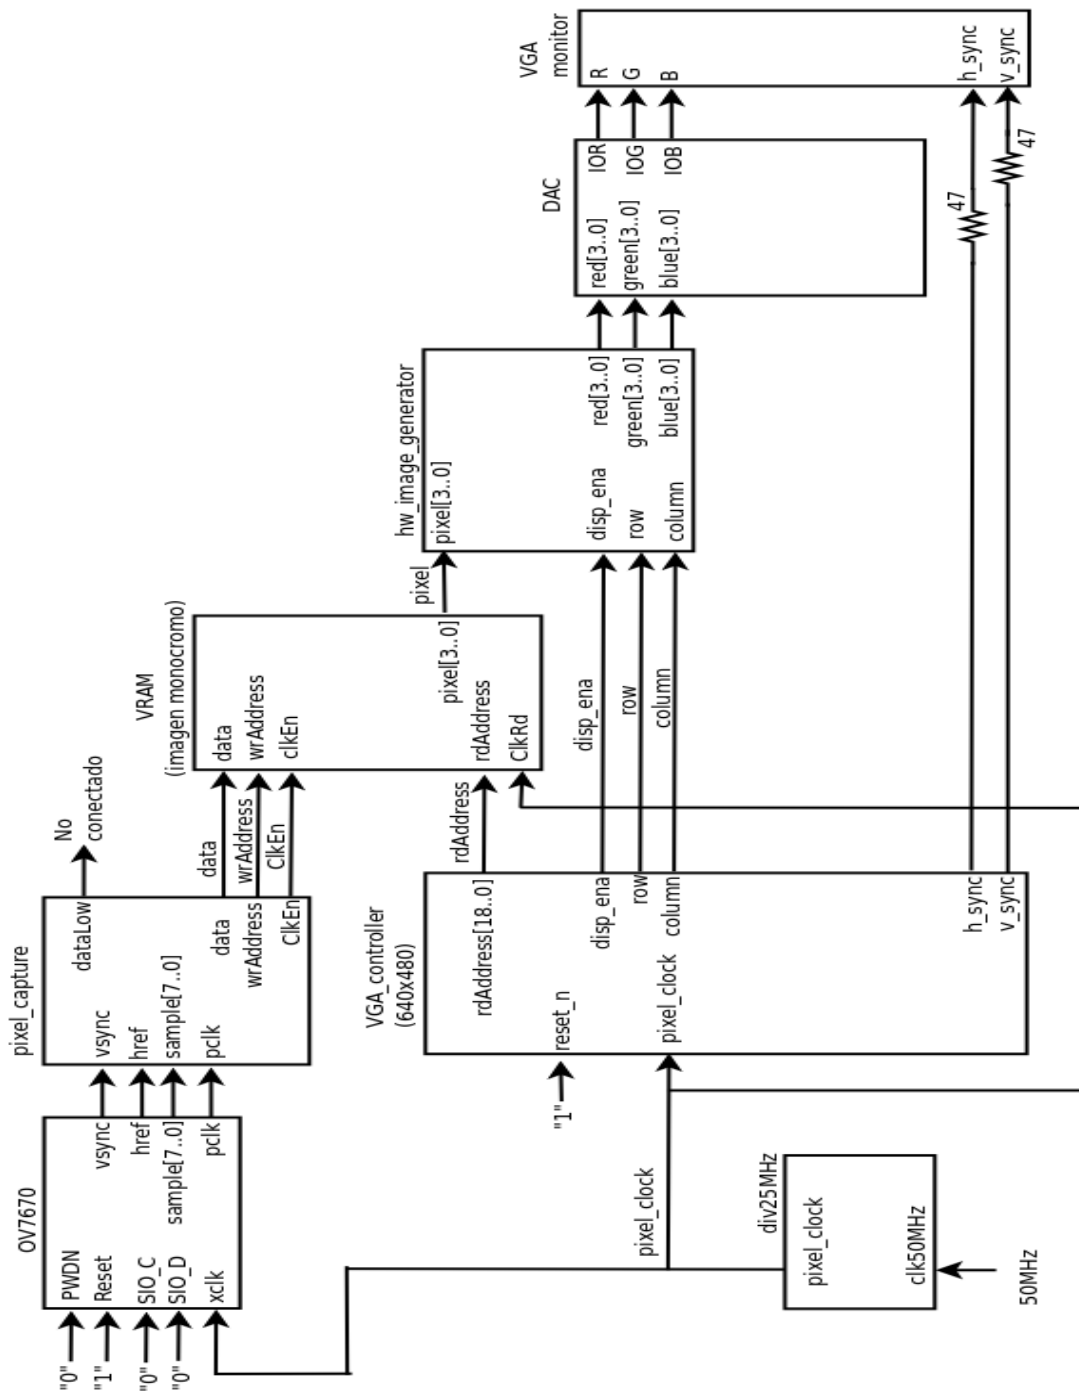 OV7670
"0"
PWDN
"1"
Reset
"0"
SIO_C
"0"
SIO_D
xclk
vsync
href
sample[7..0]
pclk
pixel_capture
vsync
href
sample[7..0]
pclk
dataLow
data
wrAddress
ClkEn
No
conectado
data
wrAddress
ClkEn
VRAM
(imagen monocromo)
data
wrAddress
clkEn
pixel[3..0]
rdAddress
ClkRd
pixel
hw_image_generator
pixel[3..0]
disp_ena
row
column
red[3..0]
green[3..0]
blue[3..0]
DAC
red[3..0]
green[3..0]
blue[3..0]
IOR
IOG
IOB
VGA
monitor
R
G
B
h_sync
v_sync
47
47
VGA_controller
(640x480)
"1"
reset_n
pixel_clock
rdAddress[18..0]
disp_ena
row
column
h_sync
v_sync
rdAddress
disp_ena
row
column
pixel_clock
div25MHz
pixel_clock
clk50MHz
50MHz